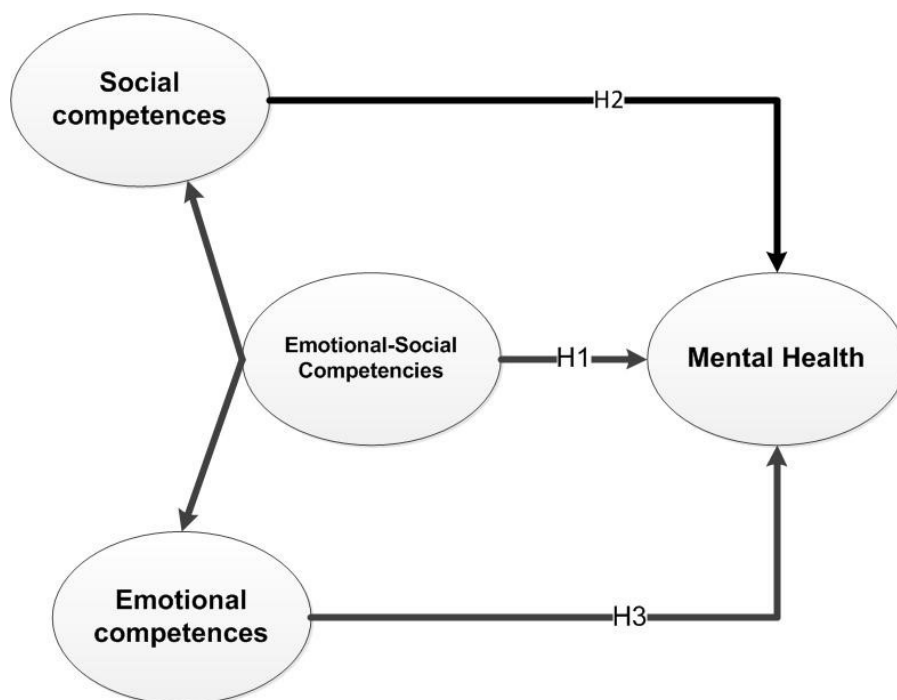 Social
competences
H2
Emotional-Social
Competencies
H1
Mental Health
Emotional
competences
H3